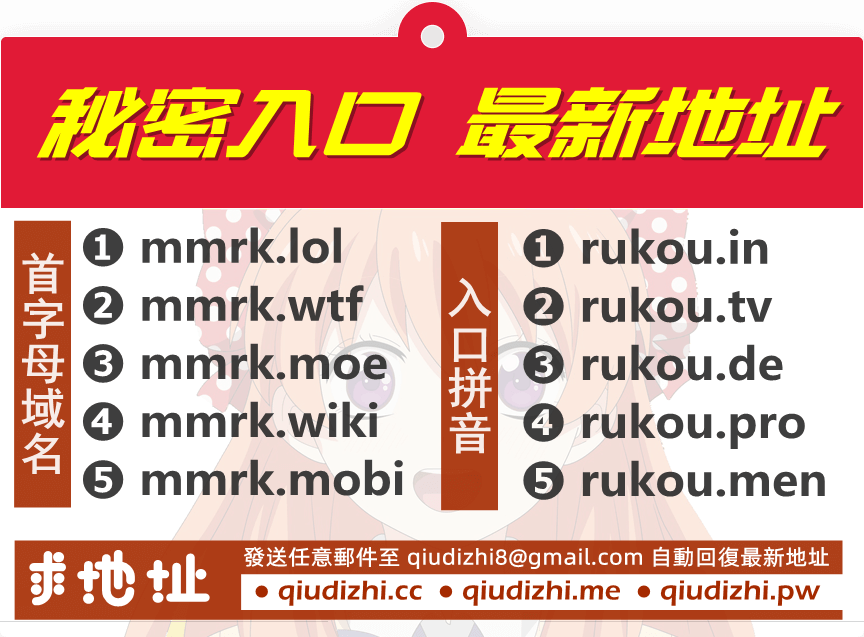 秘密入口 最新地址
首字母域名
❶ mmrk.lol
❷ mmrk.wtf
❸ mmrk.moe
❹ mmrk.wiki
❺ mmrk.mobi
入口拼音
❶ rukou.in
❷ rukou.tv
❸ rukou.de
❹ rukou.pro
❺ rukou.men
求地址
發送任意郵件至 qiudizhi8@gmail.com 自動回復最新地址
• qiudizhi.cc • qiudizhi.me • qiudizhi.pw